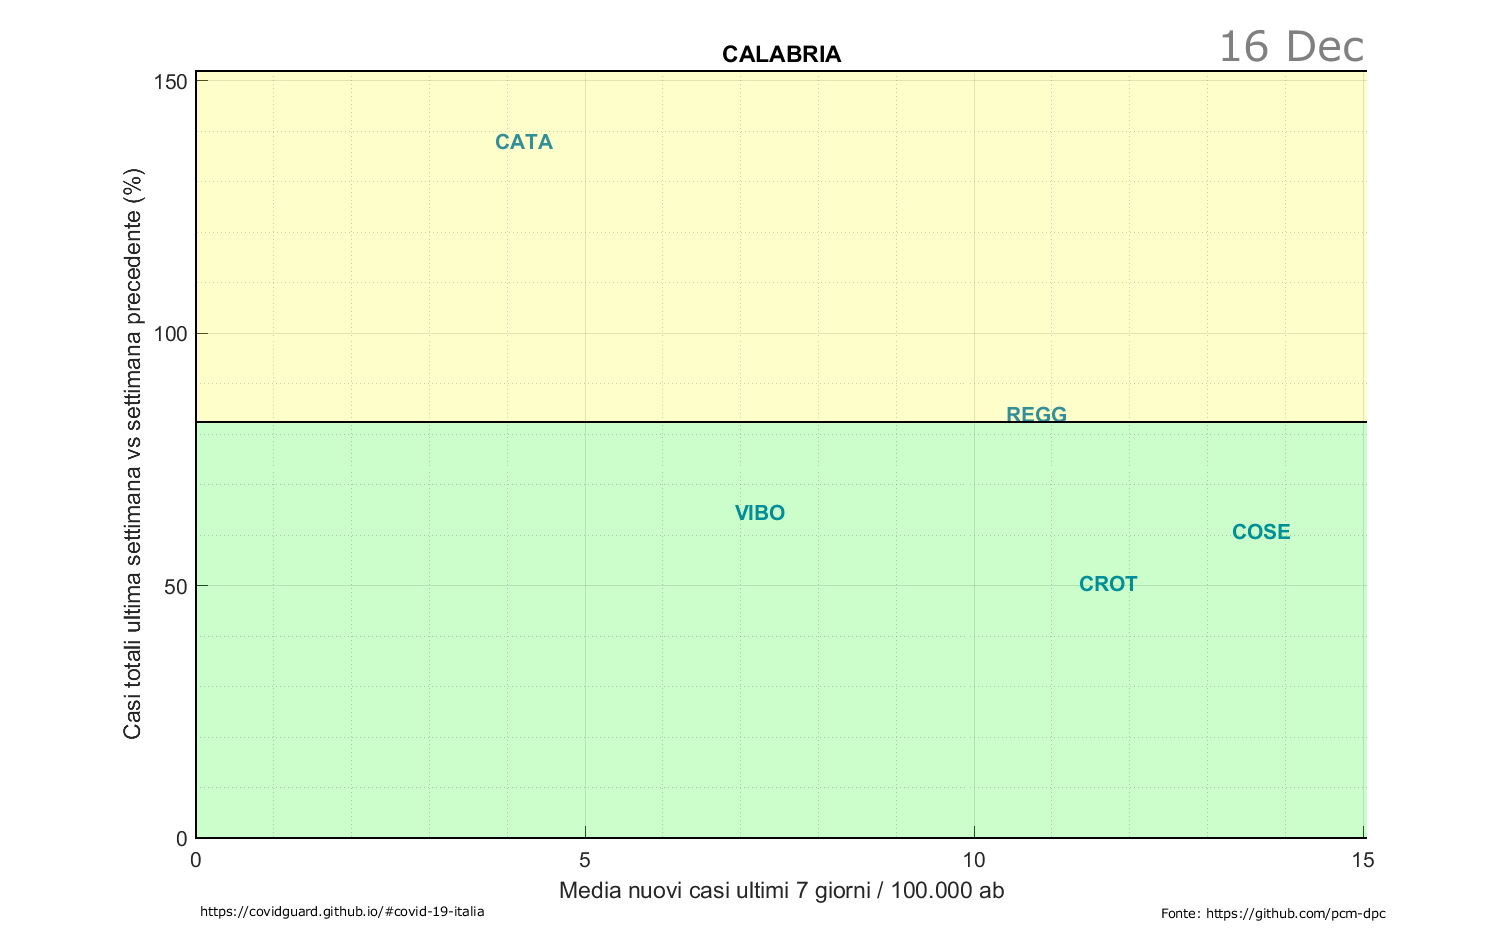 16 Dec
CALABRIA
150
CATA
100
REGG
VIBO
COSE
50
CROT
0
0 5 10 15
Casi totali ultima settimana vs settimana precedente (%)
Media nuovi casi ultimi 7 giorni / 100.000 ab
https://covidguard.github.io/#covid-19-italia
Fonte: https://github.com/pcm-dpc